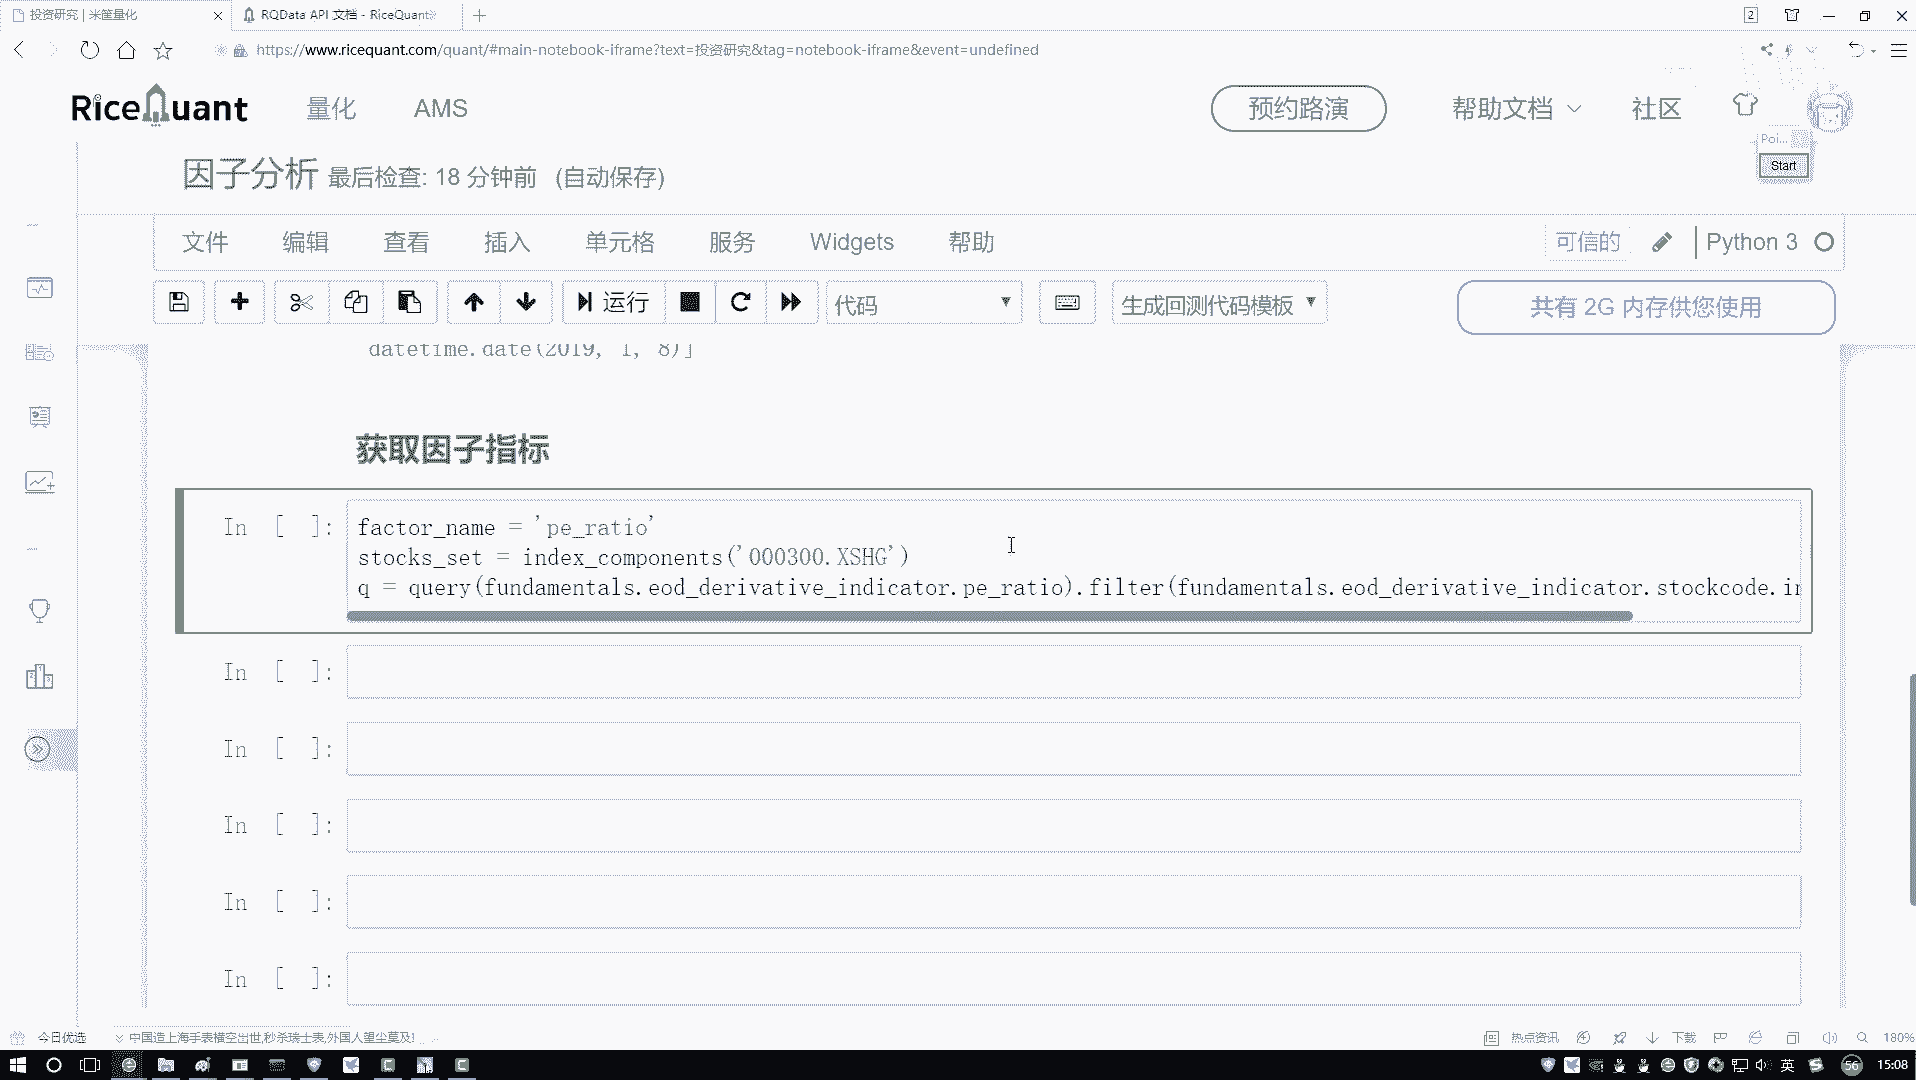 投资研究 | 米筐量化
RQData API 文档 - RiceQuant
2
https://www.ricequant.com/quant/#main-notebook-iframe?text=投资研究&tag=notebook-iframe&event=undefined
RiceQuant
量化
AMS
预约路演
帮助文档
社区
Poi...
Start
因子分析 最后检查: 18 分钟前 (自动保存)
文件 编辑 查看 插入 单元格 服务 Widgets 帮助
可信的
Python 3
运行
代码
生成回测代码模板
共有 2G 内存供您使用
datetime.date(2019, 1, 8)]
获取因子指标
In [ ]:
factor_name = 'pe_ratio'
stocks_set = index_components('000300.XSHG')
q = query(fundamentals.eod_derivative_indicator.pe_ratio).filter(fundamentals.eod_derivative_indicator.stockcode.in
In [ ]:
In [ ]:
In [ ]:
In [ ]:
In [ ]:
今日优选
中国造上海手表横空出世,秒杀瑞士表,外国人望尘莫及!
热点资讯
下载
180%
英
56
15:08